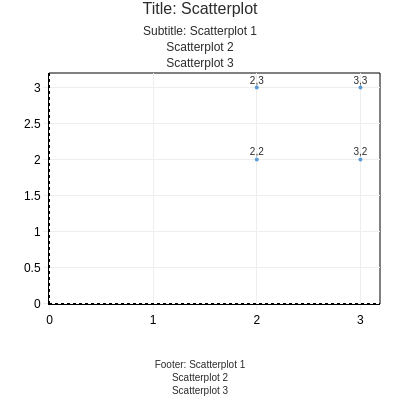 Title: Scatterplot
Subtitle: Scatterplot 1
Scatterplot 2
Scatterplot 3
3
2.5
2
1.5
1
0.5
0
2,3
3,3
2,2
3,2
0
1
2
3
Footer: Scatterplot 1
Scatterplot 2
Scatterplot 3